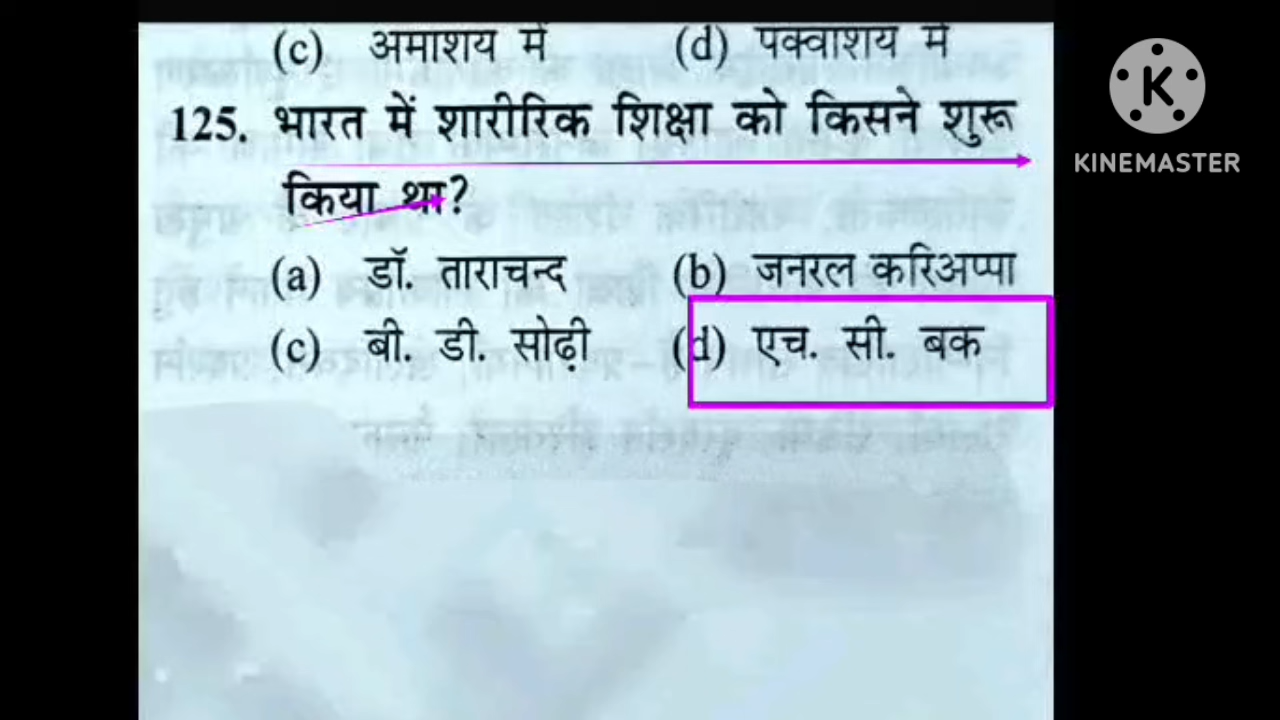 (c) अमाशय में (d) पक्वाशय में
125. भारत में शारीरिक शिक्षा को किसने शुरू
किया था?
(a) डॉ. ताराचन्द (b) जनरल करिअप्पा
(c) बी. डी. सोढ़ी (d) एच. सी. बक
K
KINEMASTER